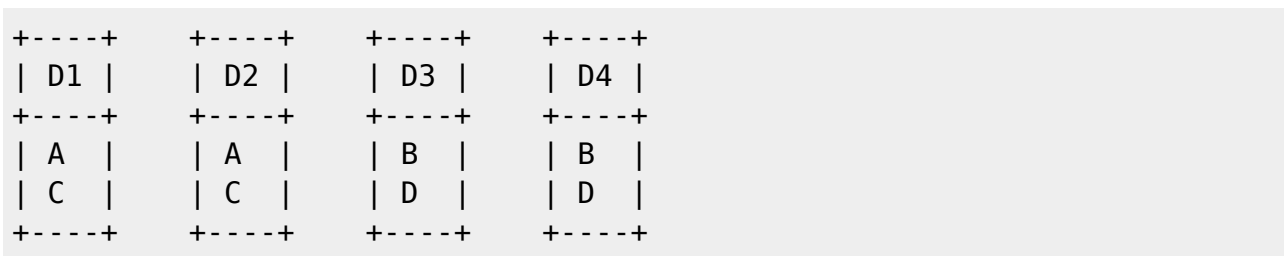 +----+    +----+    +----+    +----+
| D1 |    | D2 |    | D3 |    | D4 |
+----+    +----+    +----+    +----+
| A  |    | A  |    | B  |    | B  |
| C  |    | C  |    | D  |    | D  |
+----+    +----+    +----+    +----+